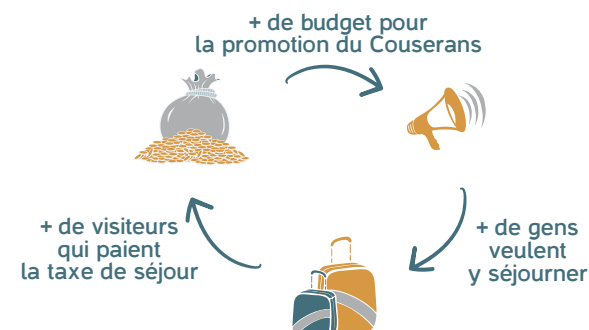 + de budget pour
la promotion du Couserans
+ de gens
veulent
y séjourner
+ de visiteurs
qui paient
la taxe de séjour